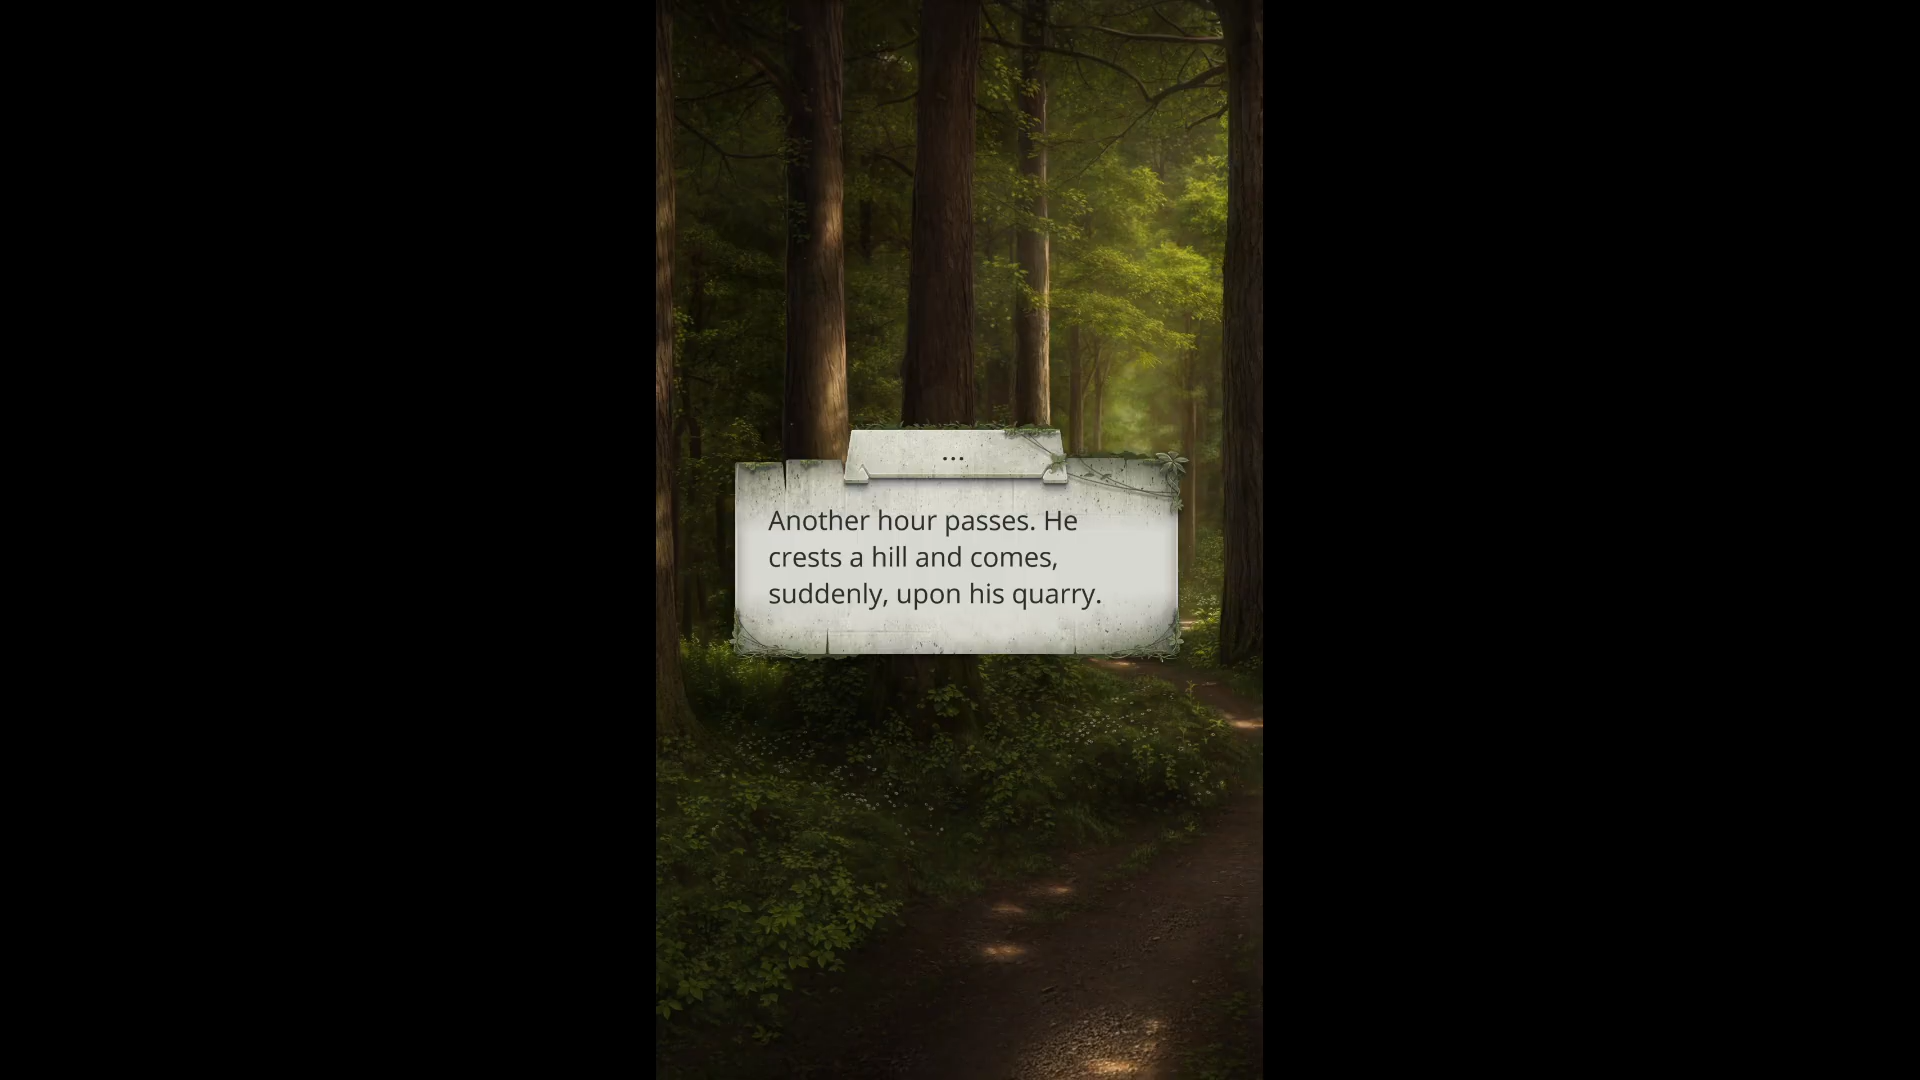 ...
Another hour passes. He
crests a hill and comes,
suddenly, upon his quarry.